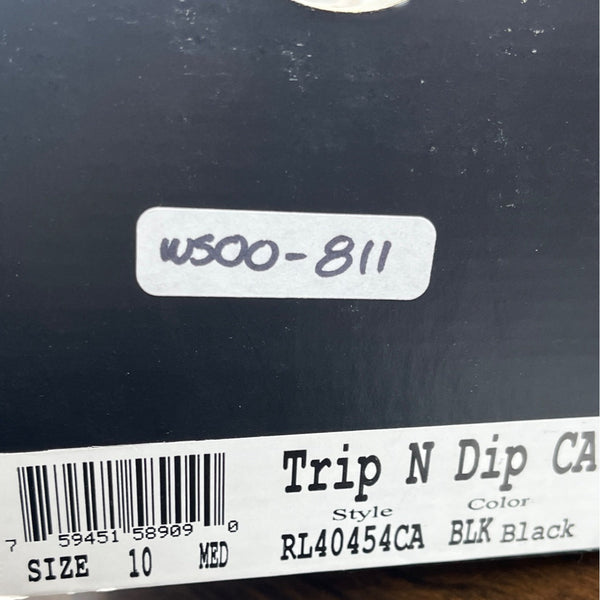 WS00-811
Trip N Dip CA
Style Color
RL40454CA BLK Black
7 59451 58909 0
SIZE 10 MED